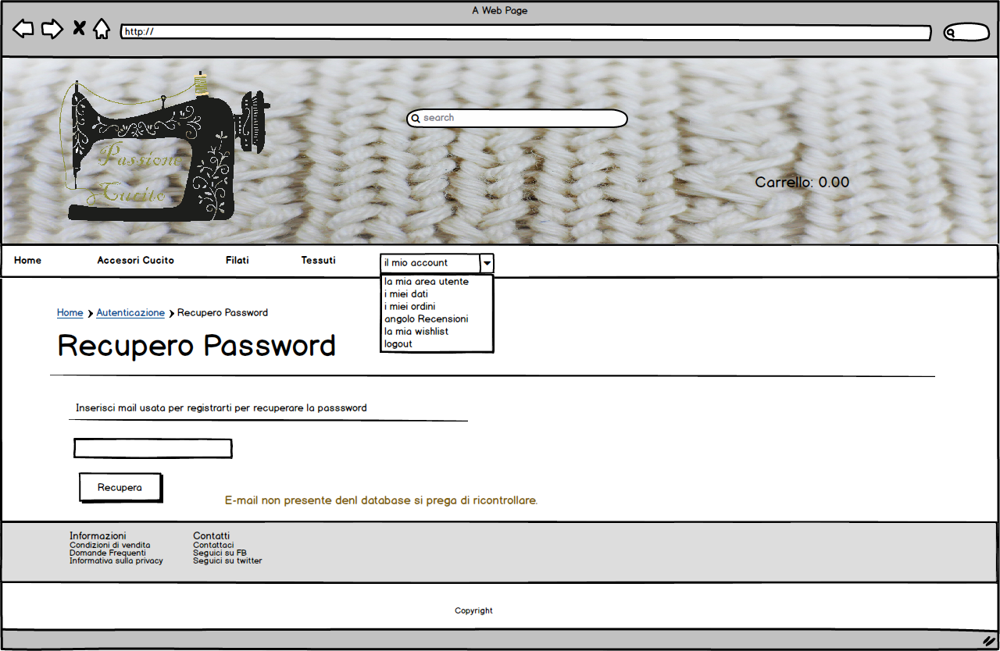 A Web Page
http://
search
Passione
Cucito
Carrello: 0.00
Home Accesori Cucito Filati Tessuti il mio account
la mia area utente
i miei dati
i miei ordini
angolo Recensioni
la mia wishlist
logout
Home Autenticazione Recupero Password
Recupero Password
Inserisci mail usata per registrarti per recuperare la passsword
Recupera
E-mail non presente denl database si prega di ricontrollare.
Informazioni
Condizioni di vendita
Domande Frequenti
Informativa sulla privacy
Contatti
Contattaci
Seguici su FB
Seguici su twitter
Copyright